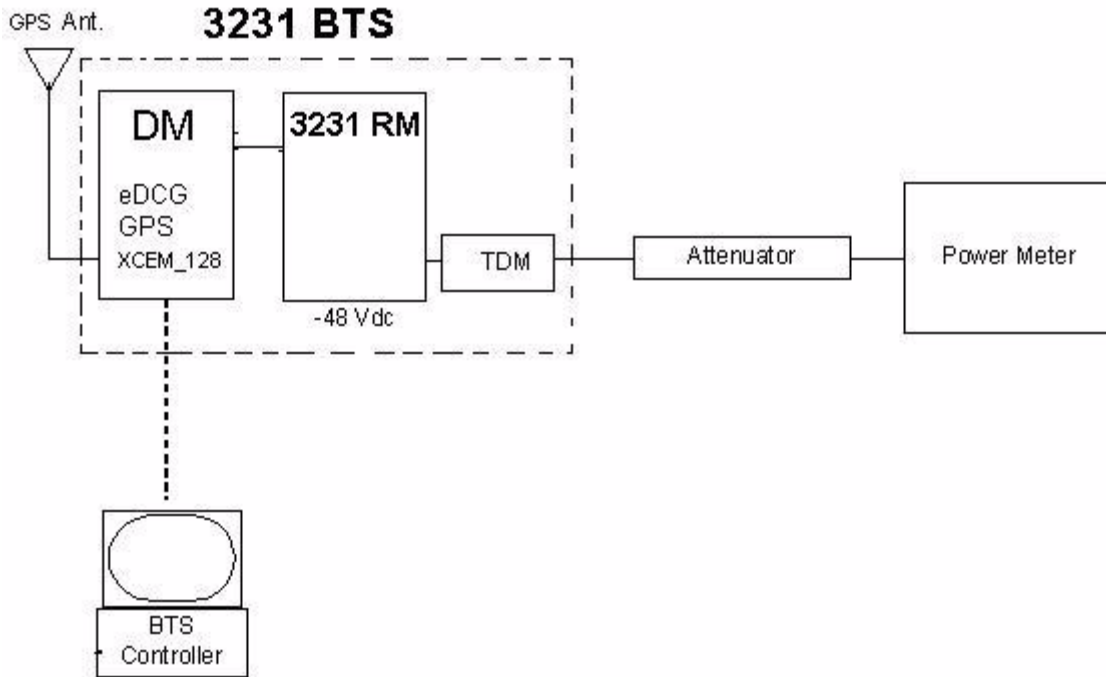 GPS Ant.
3231 BTS
DM
eDCG
GPS
XCEM_128
3231 RM
-48 Vdc
TDM
Attenuator
Power Meter
BTS
Controller